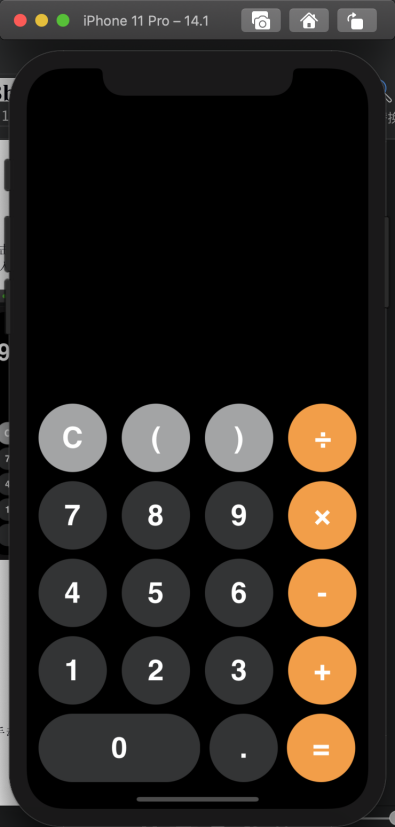 iPhone 11 Pro – 14.1
C ( ) ÷
7 8 9 ×
4 5 6 -
1 2 3 +
0 . =